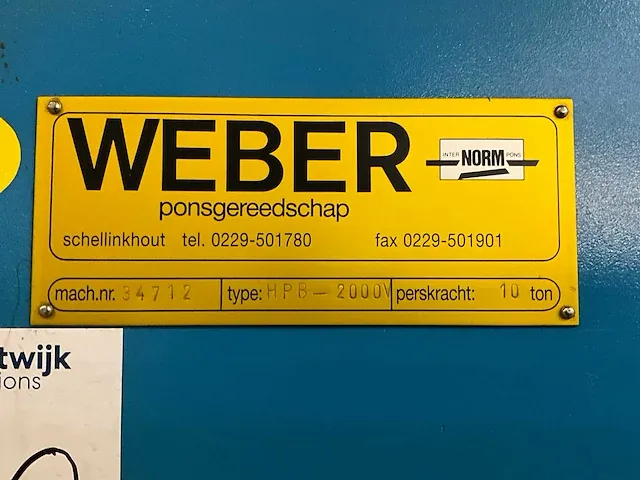 WEBER
INTER NORM PONS
ponsgereedschap
schellinkhout tel. 0229-501780 fax 0229-501901
mach.nr. 34712 type: HPB-2000V perskracht: 10 ton
twijk
ions